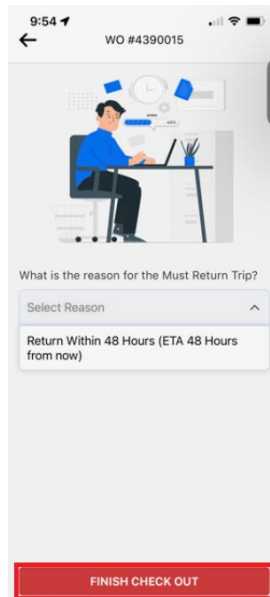 9:54
WO #4390015
What is the reason for the Must Return Trip?
Select Reason
Return Within 48 Hours (ETA 48 Hours
from now)
FINISH CHECK OUT